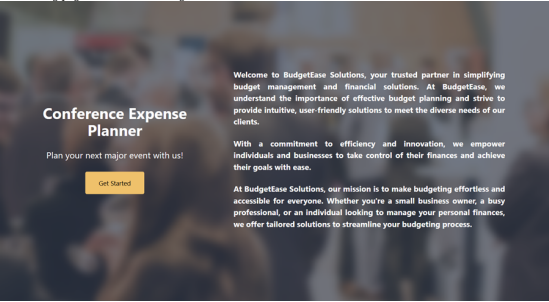 Conference Expense
Planner
Plan your next major event with us!
Get Started
Welcome to BudgetEase Solutions, your trusted partner in simplifying
budget management and financial solutions. At BudgetEase, we
understand the importance of effective budget planning and strive to
provide intuitive, user-friendly solutions to meet the diverse needs of our
clients.
With a commitment to efficiency and innovation, we empower
individuals and businesses to take control of their finances and achieve
their goals with ease.
At BudgetEase Solutions, our mission is to make budgeting effortless and
accessible for everyone. Whether you're a small business owner, a busy
professional, or an individual looking to manage your personal finances,
we offer tailored solutions to streamline your budgeting process.